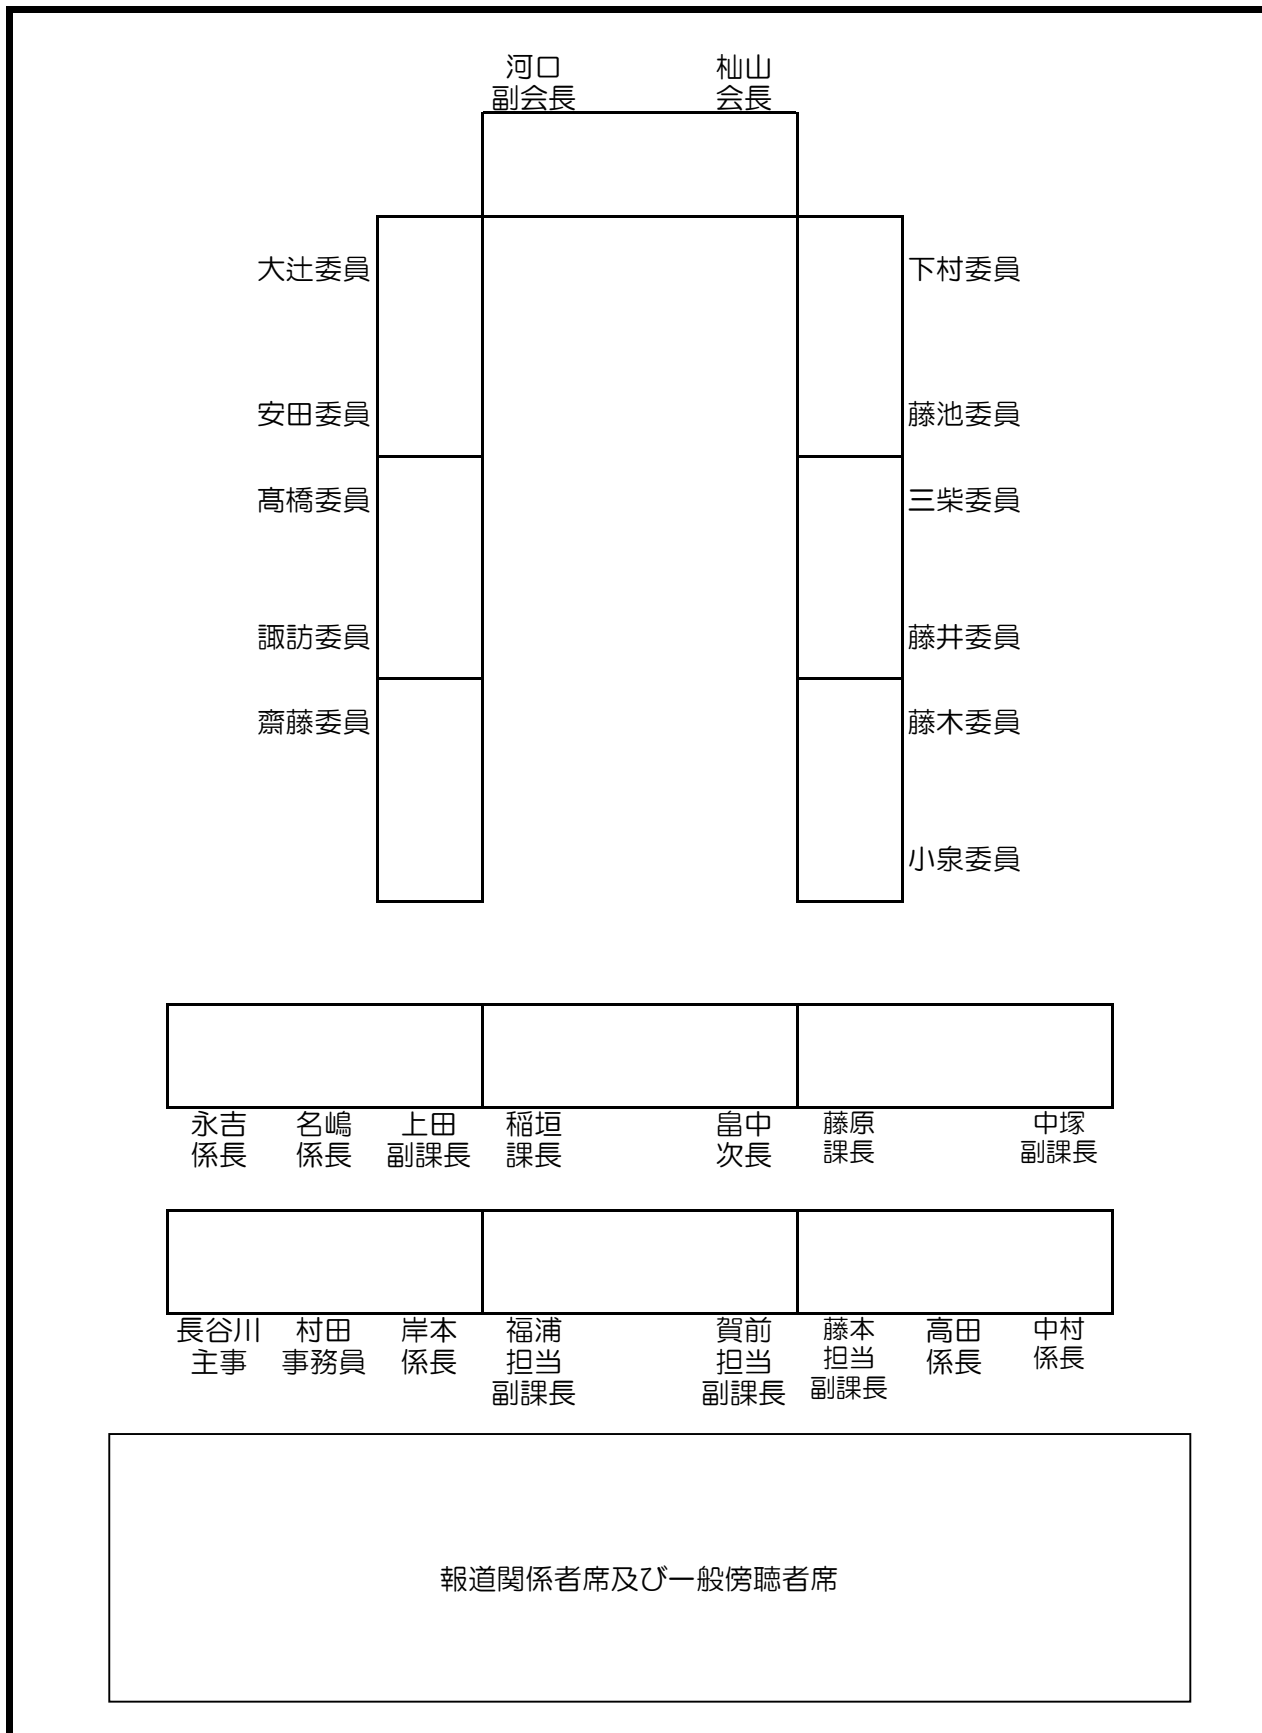 河口 杣山
副会長 会長
大辻委員 下村委員
安田委員 藤池委員
髙橋委員 三柴委員
諏訪委員 藤井委員
齋藤委員 藤木委員
小泉委員
永吉 名嶋 上田 稲垣 畠中 藤原 中塚
係長 係長 副課長 課長 次長 課長 副課長
長谷川 村田 岸本 福浦 賀前 藤本 高田 中村
主事 事務員 係長 担当 担当 担当 係長 係長
副課長 副課長 副課長
報道関係者席及び一般傍聴者席